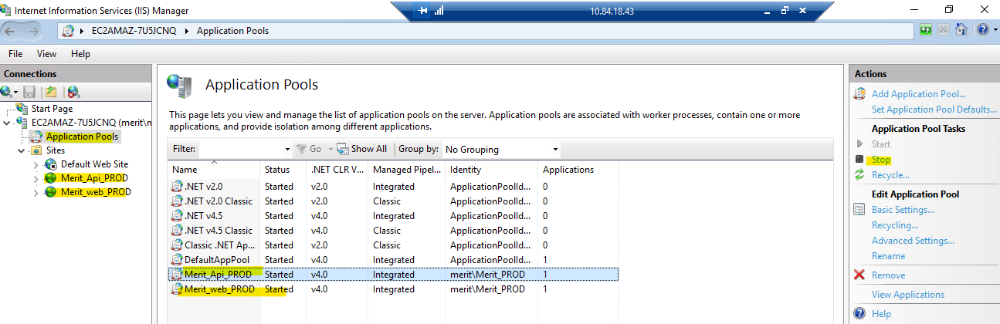 Internet Information Services (IIS) Manager
10.84.18.43
EC2AMAZ-7U5JCNQ
Application Pools
File View Help
Connections
Start Page
EC2AMAZ-7U5JCNQ (merit\m
Application Pools
Sites
Default Web Site
Merit_Api_PROD
Merit_web_PROD
Application Pools
This page lets you view and manage the list of application pools on the server. Application pools are associated with worker processes, contain one or more
applications, and provide isolation among different applications.
Filter: Go Show All Group by: No Grouping
Name Status .NET CLR V... Managed Pipel... Identity Applications
.NET v2.0 Started v2.0 Integrated ApplicationPoolId... 0
.NET v2.0 Classic Started v2.0 Classic ApplicationPoolId... 0
.NET v4.5 Started v4.0 Integrated ApplicationPoolId... 0
.NET v4.5 Classic Started v4.0 Classic ApplicationPoolId... 0
Classic .NET Ap... Started v2.0 Classic ApplicationPoolId... 0
DefaultAppPool Started v4.0 Integrated ApplicationPoolId... 1
Merit_Api_PROD Started v4.0 Integrated merit\Merit_PROD 1
Merit_web_PROD Started v4.0 Integrated merit\Merit_PROD 1
Actions
Add Application Pool...
Set Application Pool Defaults...
Application Pool Tasks
Start
Stop
Recycle...
Edit Application Pool
Basic Settings...
Recycling...
Advanced Settings...
Rename
Remove
View Applications
Help